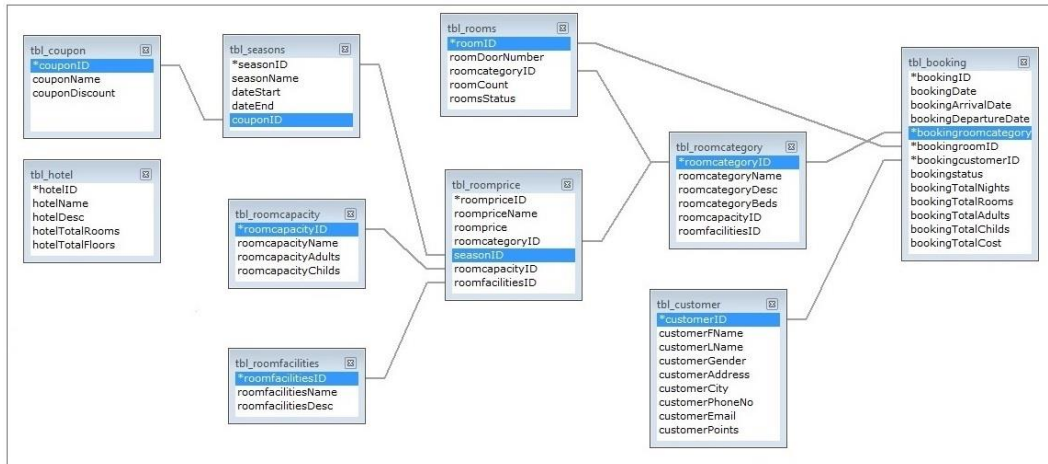 tbl_coupon
*couponID
couponName
couponDiscount
tbl_seasons
*seasonID
seasonName
dateStart
dateEnd
couponID
tbl_rooms
*roomID
roomDoorNumber
roomcategoryID
roomCount
roomsStatus
tbl_booking
*bookingID
bookingDate
bookingArrivalDate
bookingDepartureDate
*bookingroomcategory
*bookingroomID
*bookingcustomerID
bookingstatus
bookingTotalNights
bookingTotalRooms
bookingTotalAdults
bookingTotalChilds
bookingTotalCost
tbl_hotel
*hotelID
hotelName
hotelDesc
hotelTotalRooms
hotelTotalFloors
tbl_roomcapacity
*roomcapacityID
roomcapacityName
roomcapacityAdults
roomcapacityChilds
tbl_roomprice
*roompriceID
roompriceName
roomprice
roomcategoryID
seasonID
roomcapacityID
roomfacilitiesID
tbl_roomcategory
*roomcategoryID
roomcategoryName
roomcategoryDesc
roomcategoryBeds
roomcapacityID
roomfacilitiesID
tbl_roomfacilities
*roomfacilitiesID
roomfacilitiesName
roomfacilitiesDesc
tbl_customer
*customerID
customerFName
customerLName
customerGender
customerAddress
customerCity
customerPhoneNo
customerEmail
customerPoints